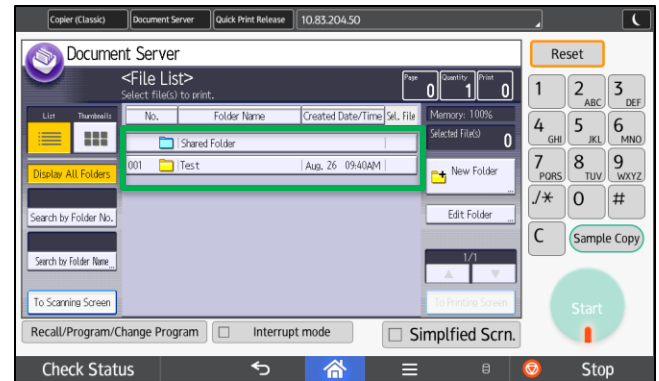 Copier (Classic) Document Server Quick Print Release 10.83.204.50
Document Server
Reset
<File List>
Select file(s) to print.
Page 0 Quantity 1 Print 0
List Thumbnails
No. Folder Name Created Date/Time Sel. File
Memory: 100%
Selected File(s) 0
Shared Folder
001 Test Aug. 26 09:40AM
Display All Folders
New Folder
Search by Folder No.
Edit Folder
Search by Folder Name
1/1
To Scanning Screen
To Printing Screen
1 2 ABC 3 DEF
4 GHI 5 JKL 6 MNO
7 PQRS 8 TUV 9 WXYZ
./* 0 #
C Sample Copy
Start
Recall/Program/Change Program Interrupt mode Simplfied Scrn.
Check Status Stop